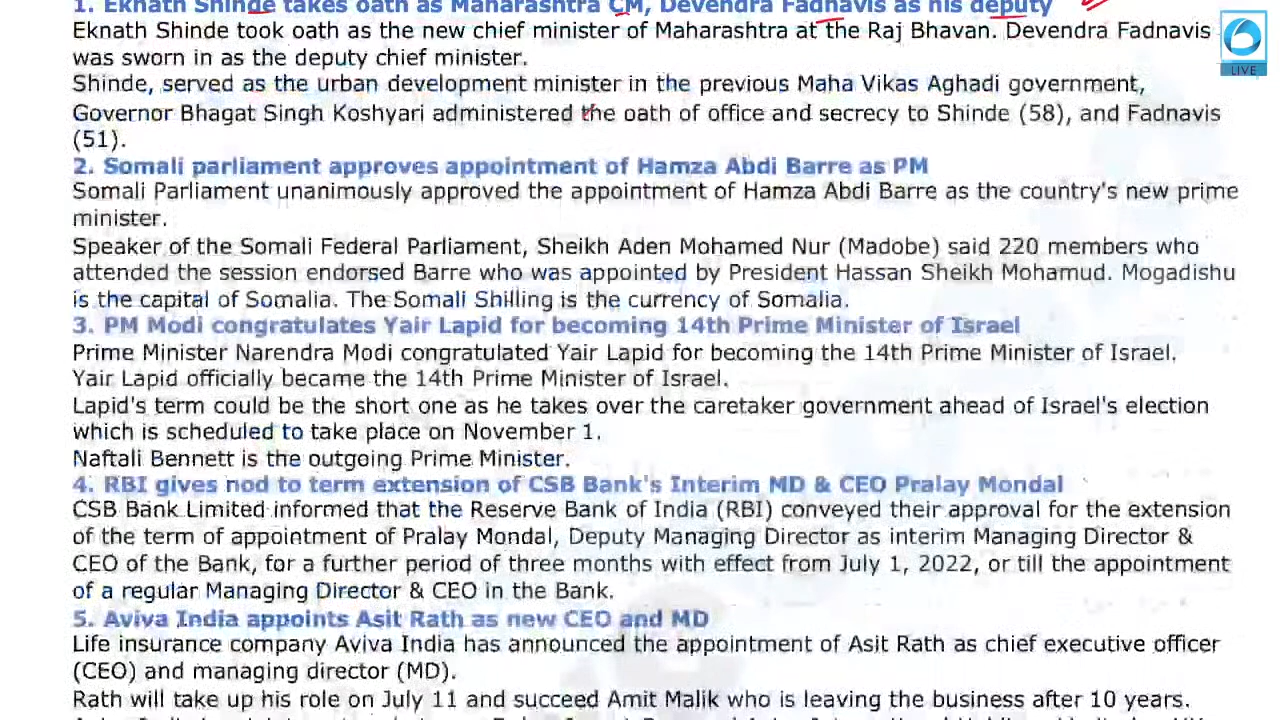 1. Eknath Shinde takes oath as Maharashtra CM, Devendra Fadnavis as his deputy
Eknath Shinde took oath as the new chief minister of Maharashtra at the Raj Bhavan. Devendra Fadnavis
was sworn in as the deputy chief minister.
Shinde, served as the urban development minister in the previous Maha Vikas Aghadi government,
Governor Bhagat Singh Koshyari administered the oath of office and secrecy to Shinde (58), and Fadnavis
(51).
2. Somali parliament approves appointment of Hamza Abdi Barre as PM
Somali Parliament unanimously approved the appointment of Hamza Abdi Barre as the country's new prime
minister.
Speaker of the Somali Federal Parliament, Sheikh Aden Mohamed Nur (Madobe) said 220 members who
attended the session endorsed Barre who was appointed by President Hassan Sheikh Mohamud. Mogadishu
is the capital of Somalia. The Somali Shilling is the currency of Somalia.
3. PM Modi congratulates Yair Lapid for becoming 14th Prime Minister of Israel
Prime Minister Narendra Modi congratulated Yair Lapid for becoming the 14th Prime Minister of Israel.
Yair Lapid officially became the 14th Prime Minister of Israel.
Lapid's term could be the short one as he takes over the caretaker government ahead of Israel's election
which is scheduled to take place on November 1.
Naftali Bennett is the outgoing Prime Minister.
4. RBI gives nod to term extension of CSB Bank's Interim MD & CEO Pralay Mondal
CSB Bank Limited informed that the Reserve Bank of India (RBI) conveyed their approval for the extension
of the term of appointment of Pralay Mondal, Deputy Managing Director as interim Managing Director &
CEO of the Bank, for a further period of three months with effect from July 1, 2022, or till the appointment
of a regular Managing Director & CEO in the Bank.
5. Aviva India appoints Asit Rath as new CEO and MD
Life insurance company Aviva India has announced the appointment of Asit Rath as chief executive officer
(CEO) and managing director (MD).
Rath will take up his role on July 11 and succeed Amit Malik who is leaving the business after 10 years.
LIVE